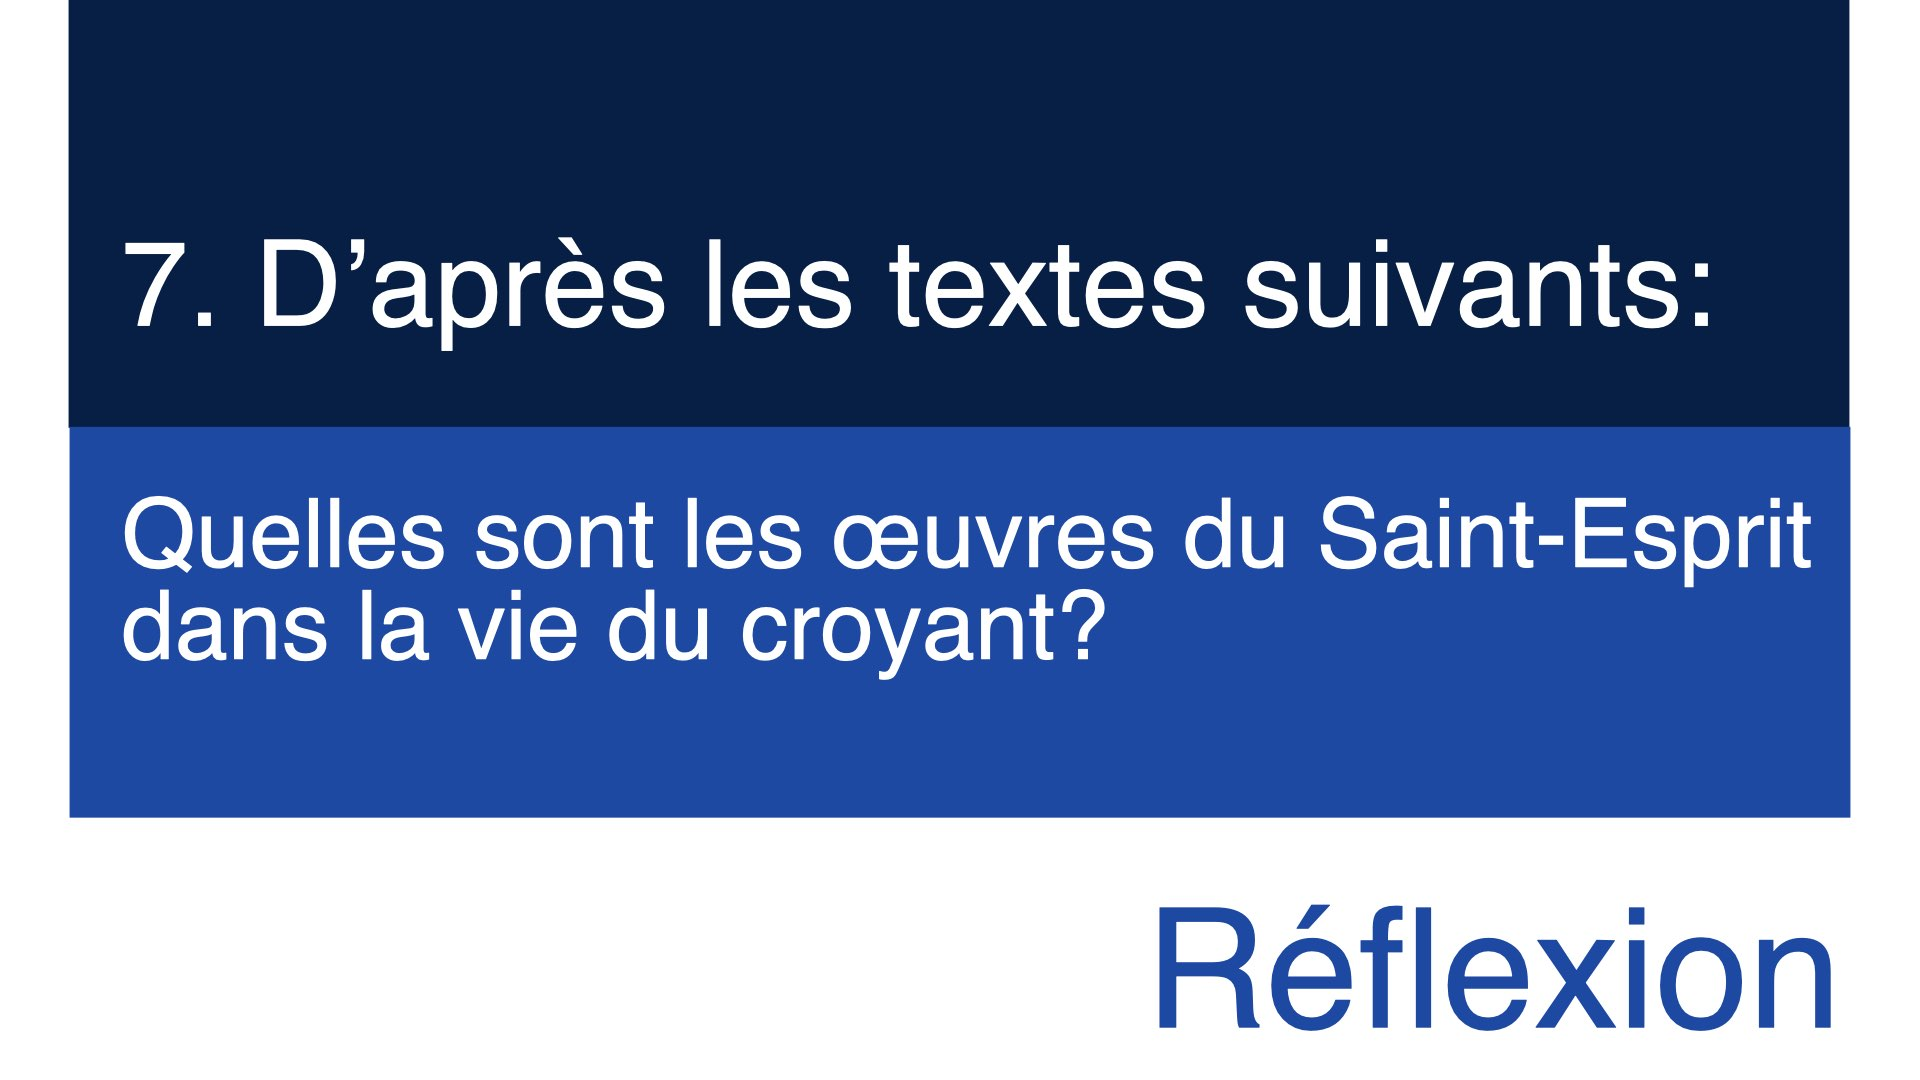 7. D’après les textes suivants:
Quelles sont les œuvres du Saint-Esprit
dans la vie du croyant?
Réflexion